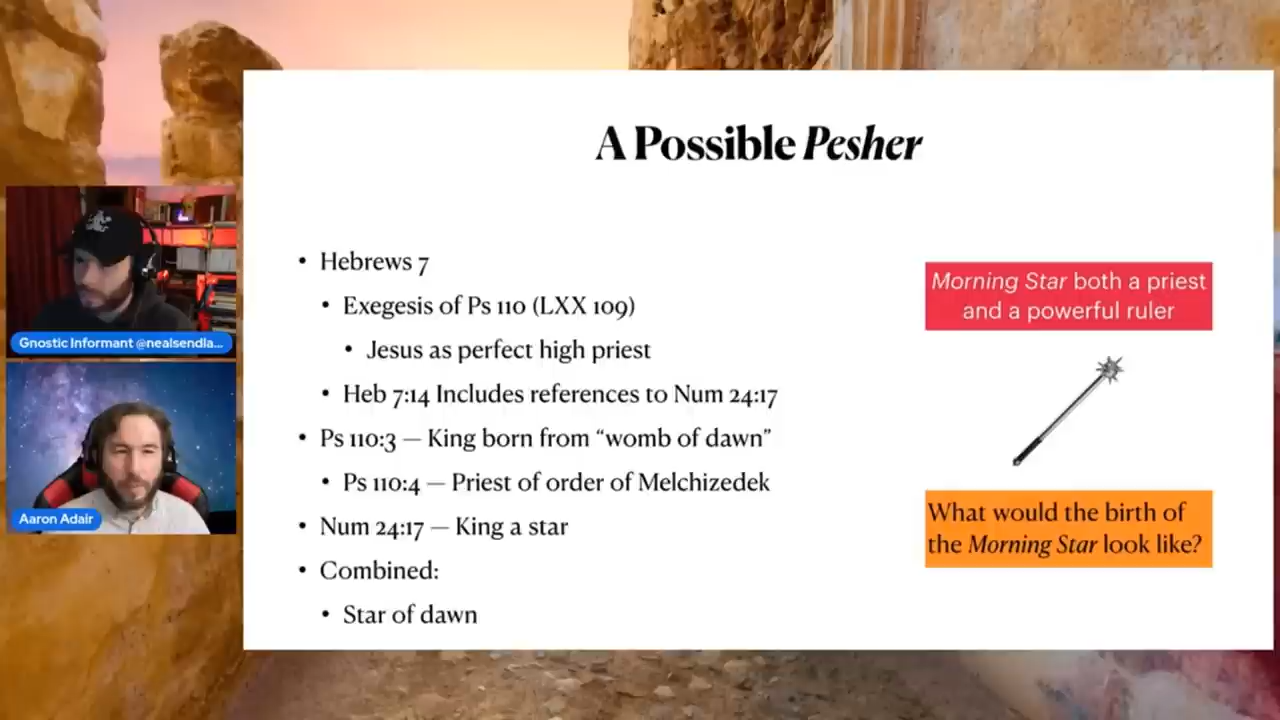 A Possible Pesher
• Hebrews 7
• Exegesis of Ps 110 (LXX 109)
• Jesus as perfect high priest
• Heb 7:14 Includes references to Num 24:17
• Ps 110:3 — King born from “womb of dawn”
• Ps 110:4 — Priest of order of Melchizedek
• Num 24:17 — King a star
• Combined:
• Star of dawn
Morning Star both a priest
and a powerful ruler
What would the birth of
the Morning Star look like?
Gnostic Informant @nealsendla...
Aaron Adair